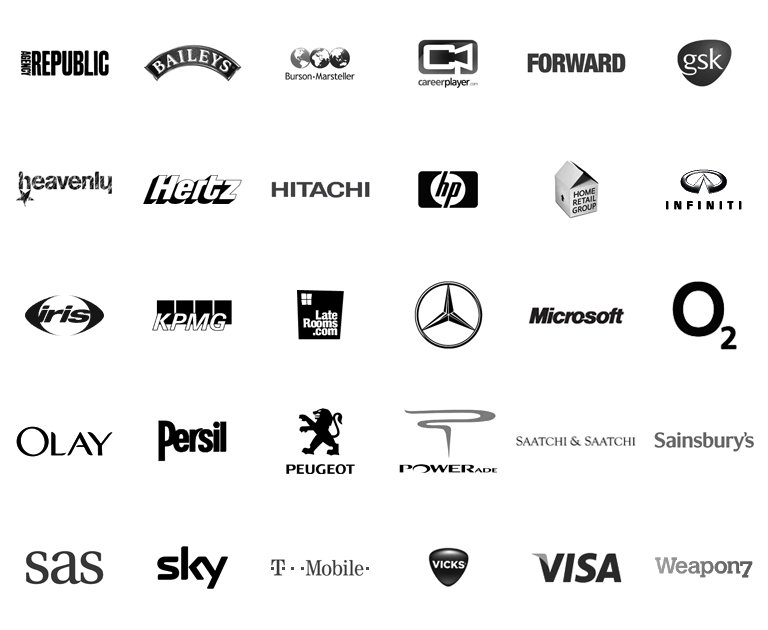 AGENCY REPUBLIC
BAILEYS
Burson-Marsteller
careerplayer.com
FORWARD
gsk
heavenly
Hertz
HITACHI
hp
HOME
RETAIL
GROUP
INFINITI
iris
KPMG
Late
Rooms
.com
Microsoft
O2
OLAY
Persil
PEUGEOT
POWERADE
SAATCHI & SAATCHI
Sainsbury's
sas
sky
T··Mobile·
VICKS
VISA
Weapon7